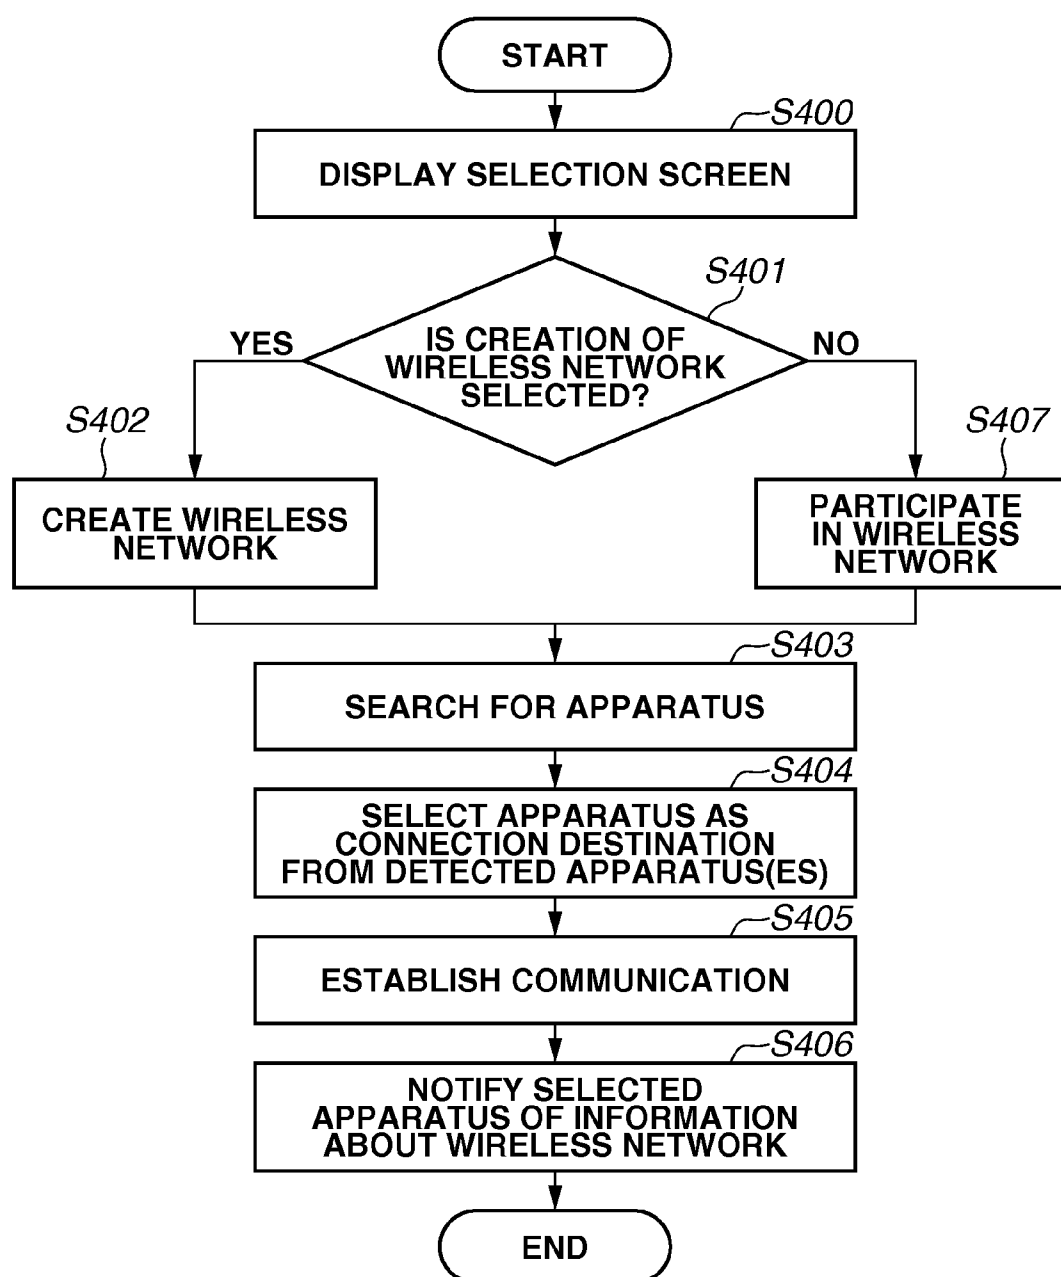 START
S400
DISPLAY SELECTION SCREEN
S401
YES
IS CREATION OF
WIRELESS NETWORK
SELECTED?
NO
S402
CREATE WIRELESS
NETWORK
S407
PARTICIPATE
IN WIRELESS
NETWORK
S403
SEARCH FOR APPARATUS
S404
SELECT APPARATUS AS
CONNECTION DESTINATION
FROM DETECTED APPARATUS(ES)
S405
ESTABLISH COMMUNICATION
S406
NOTIFY SELECTED
APPARATUS OF INFORMATION
ABOUT WIRELESS NETWORK
END